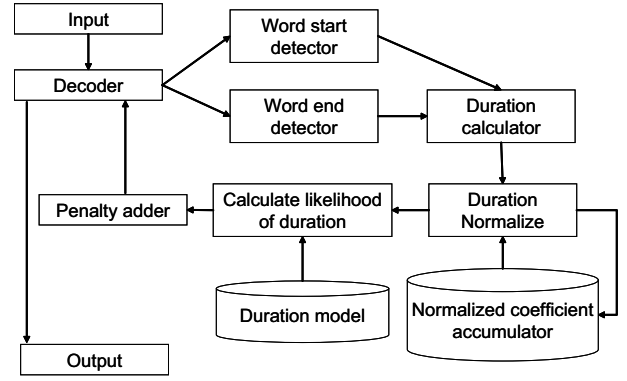 Input
Word start
detector
Decoder
Word end
detector
Duration
calculator
Penalty adder
Calculate likelihood
of duration
Duration
Normalize
Duration model
Normalized coefficient
accumulator
Output